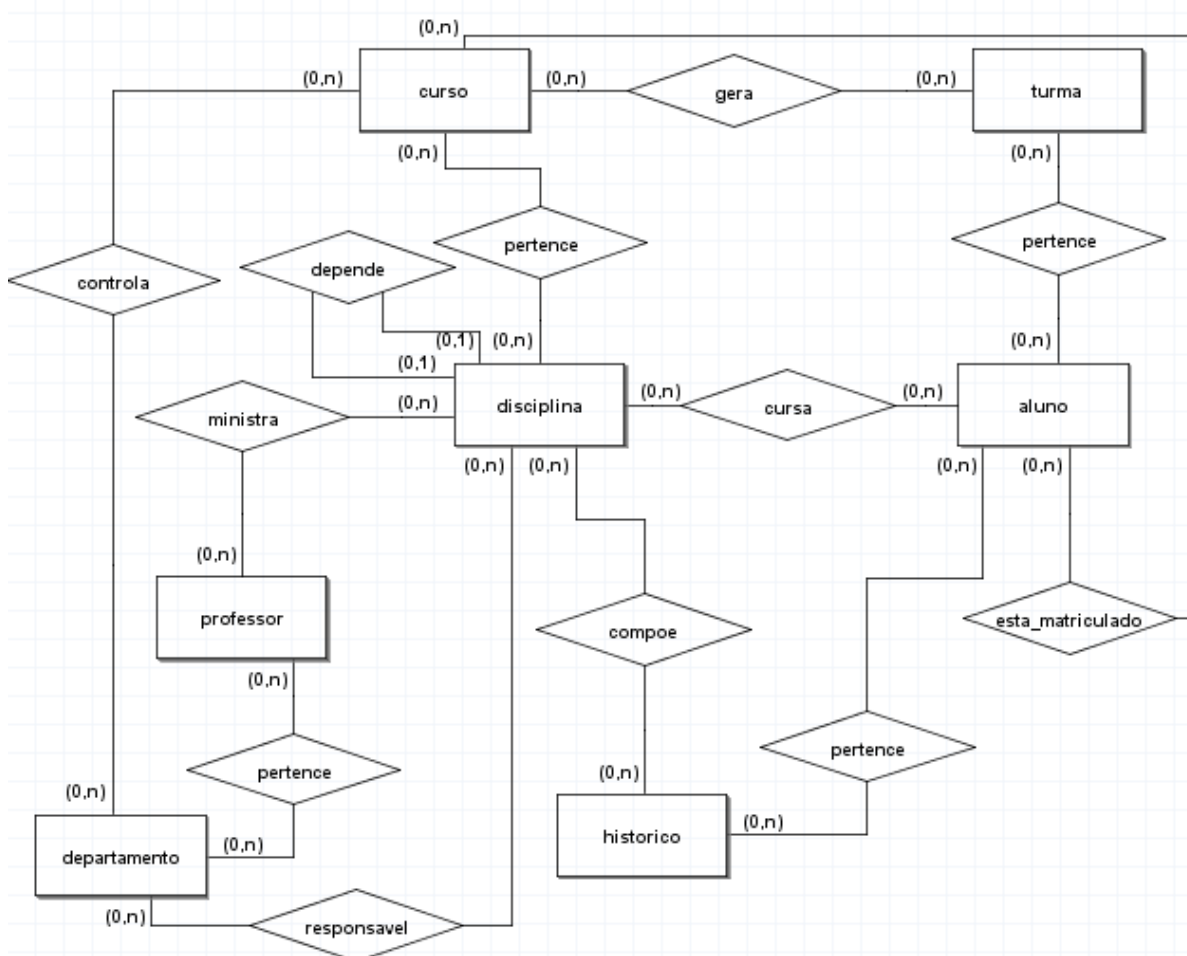 (0,n)
(0,n)
curso
(0,n)
gera
(0,n)
turma
(0,n)
(0,n)
pertence
pertence
depende
controla
(0,1)
(0,n)
(0,n)
(0,1)
ministra
(0,n)
disciplina
(0,n)
cursa
(0,n)
aluno
(0,n)
(0,n)
(0,n)
(0,n)
(0,n)
professor
compoe
esta_matriculado
(0,n)
pertence
pertence
(0,n)
(0,n)
departamento
(0,n)
historico
(0,n)
(0,n)
responsavel